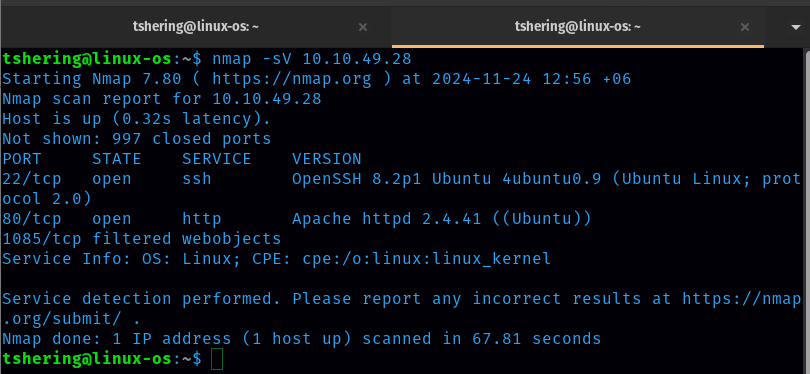 tshering@linux-os: ~ × tshering@linux-os: ~ ×
tshering@linux-os:~$ nmap -sV 10.10.49.28
Starting Nmap 7.80 ( https://nmap.org ) at 2024-11-24 12:56 +06
Nmap scan report for 10.10.49.28
Host is up (0.32s latency).
Not shown: 997 closed ports
PORT     STATE    SERVICE    VERSION
22/tcp   open     ssh        OpenSSH 8.2p1 Ubuntu 4ubuntu0.9 (Ubuntu Linux; prot
ocol 2.0)
80/tcp   open     http       Apache httpd 2.4.41 ((Ubuntu))
1085/tcp filtered webobjects
Service Info: OS: Linux; CPE: cpe:/o:linux:linux_kernel

Service detection performed. Please report any incorrect results at https://nmap
.org/submit/ .
Nmap done: 1 IP address (1 host up) scanned in 67.81 seconds
tshering@linux-os:~$